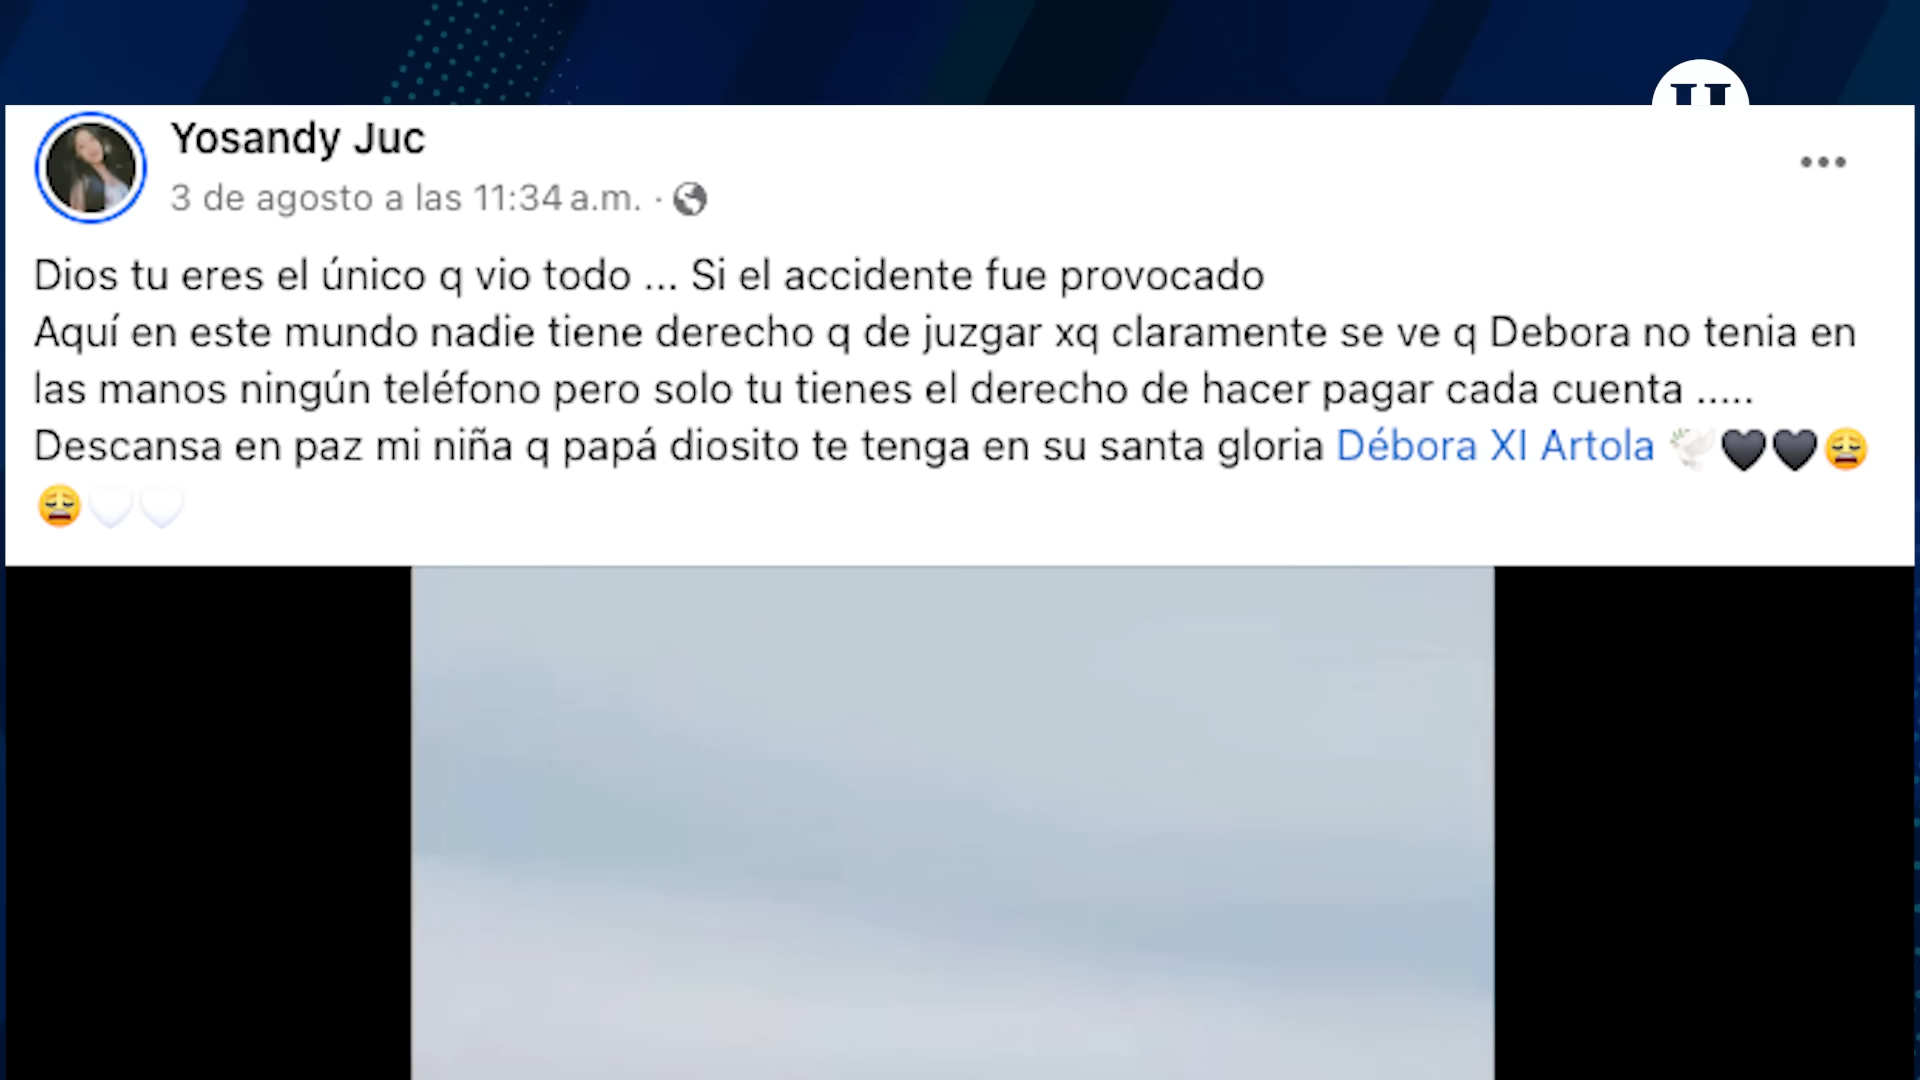 Yosandy Juc
3 de agosto a las 11:34 a.m. ·
Dios tu eres el único q vio todo ... Si el accidente fue provocado
Aquí en este mundo nadie tiene derecho q de juzgar xq claramente se ve q Debora no tenia en
las manos ningún teléfono pero solo tu tienes el derecho de hacer pagar cada cuenta .....
Descansa en paz mi niña q papá diosito te tenga en su santa gloria Débora XI Artola 🕊️🖤🖤😩
😩🤍🤍